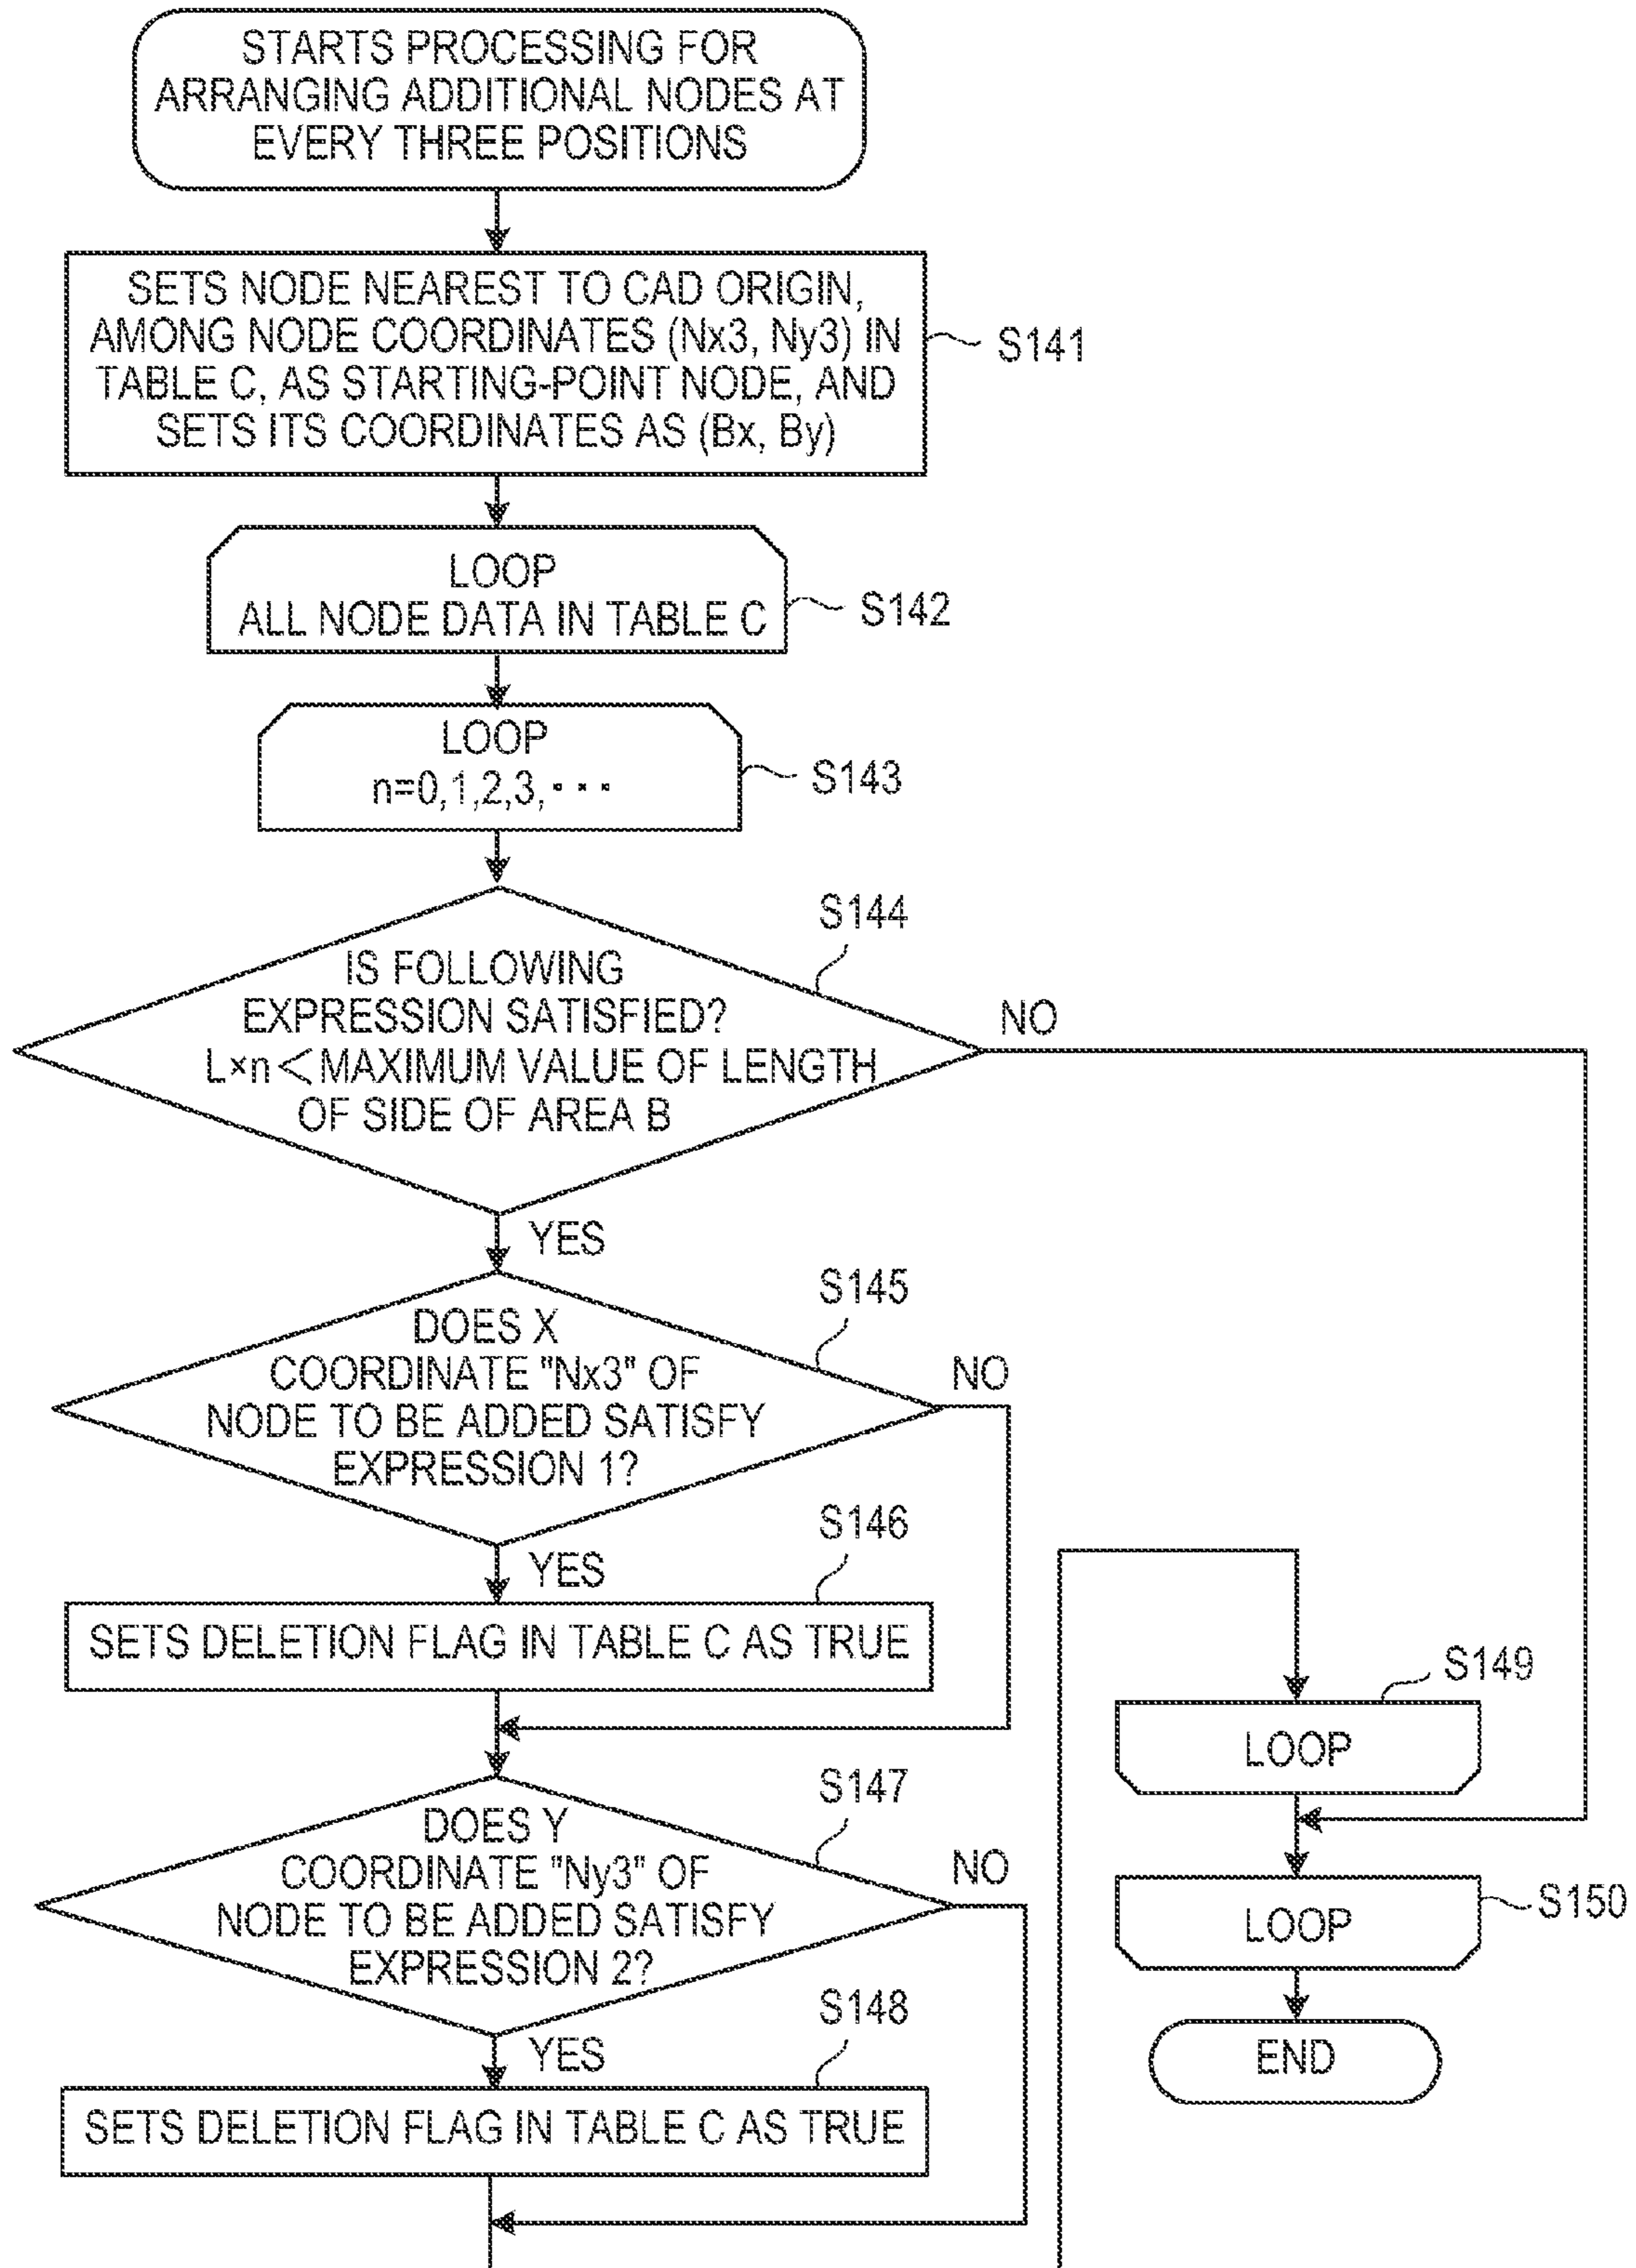 STARTS PROCESSING FOR
ARRANGING ADDITIONAL NODES AT
EVERY THREE POSITIONS
SETS NODE NEAREST TO CAD ORIGIN,
AMONG NODE COORDINATES (Nx3, Ny3) IN
TABLE C, AS STARTING-POINT NODE, AND
SETS ITS COORDINATES AS (Bx, By)
S141
LOOP
ALL NODE DATA IN TABLE C
S142
LOOP
n=0,1,2,3,･･･
S143
S144
IS FOLLOWING
EXPRESSION SATISFIED?
L×n＜MAXIMUM VALUE OF LENGTH
OF SIDE OF AREA B
NO
YES
S145
DOES X
COORDINATE "Nx3" OF
NODE TO BE ADDED SATISFY
EXPRESSION 1?
NO
YES
S146
SETS DELETION FLAG IN TABLE C AS TRUE
S147
DOES Y
COORDINATE "Ny3" OF
NODE TO BE ADDED SATISFY
EXPRESSION 2?
NO
YES
S148
SETS DELETION FLAG IN TABLE C AS TRUE
S149
LOOP
LOOP
S150
END